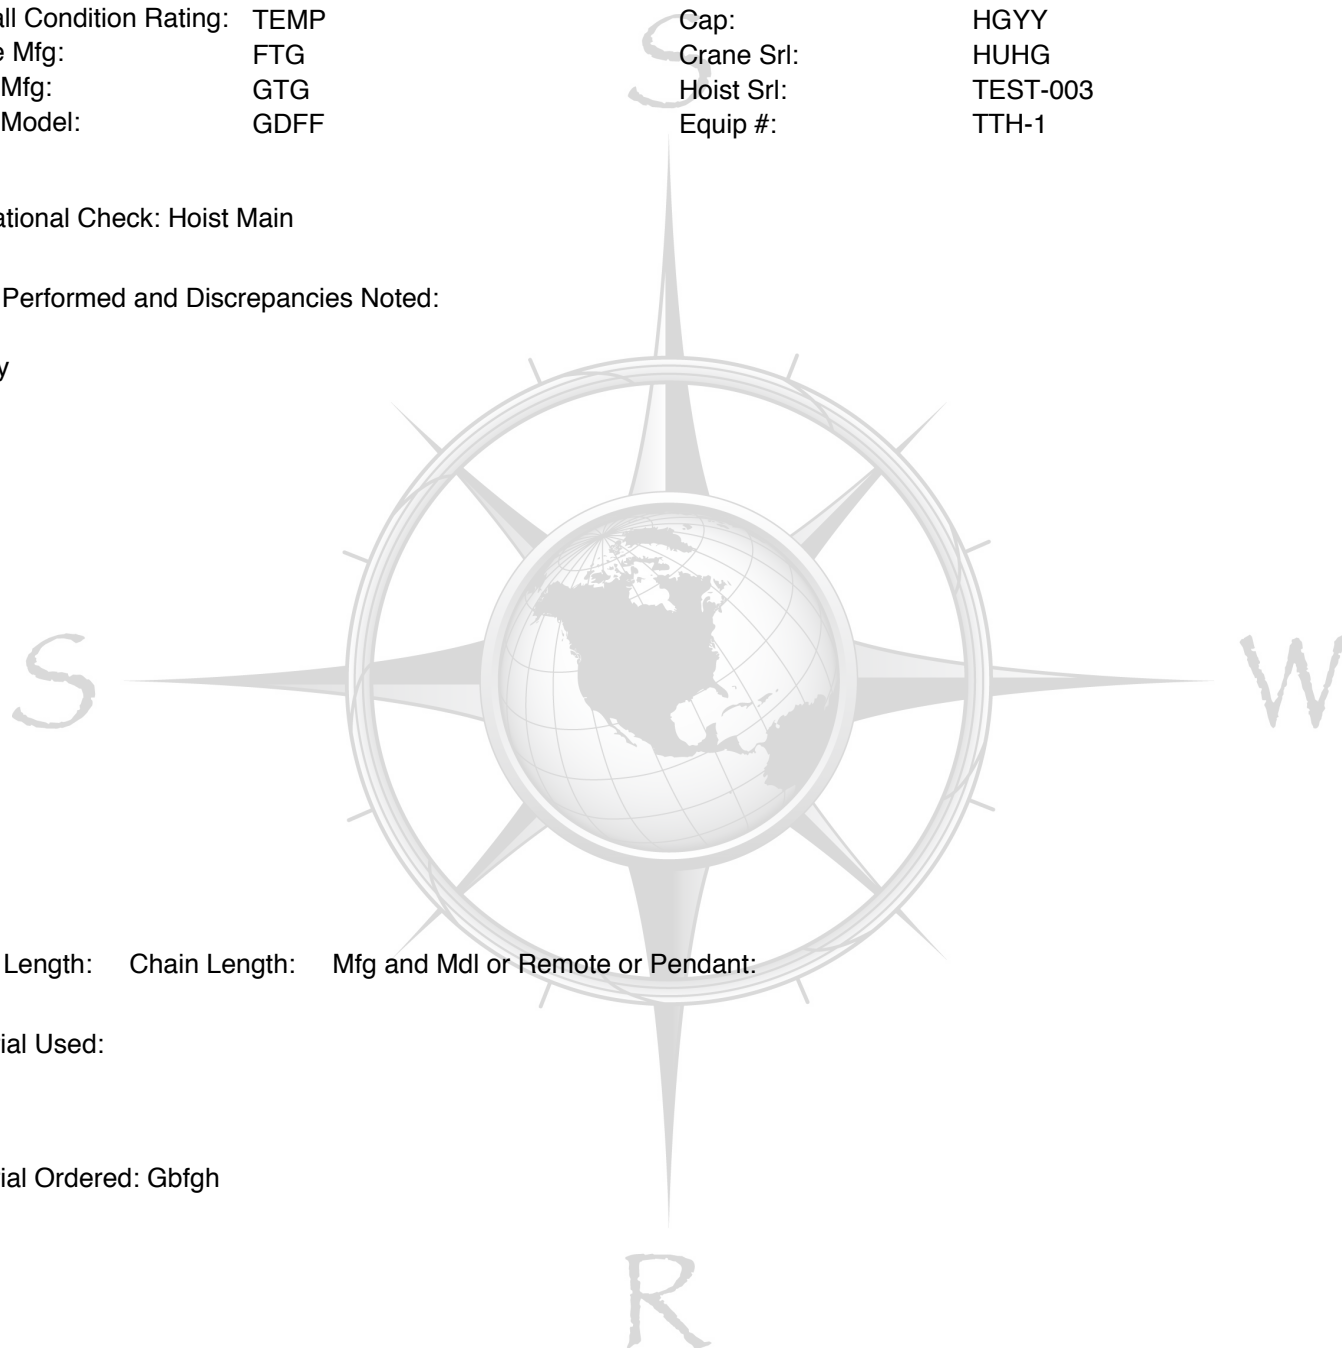 all Condition Rating: TEMP Cap: HGYY
e Mfg: FTG Crane Srl: HUHG
Mfg: GTG Hoist Srl: TEST-003
Model: GDFF Equip #: TTH-1
ational Check: Hoist Main
Performed and Discrepancies Noted:
y
Length: Chain Length: Mfg and Mdl or Remote or Pendant:
ial Used:
ial Ordered: Gbfgh
S
S
W
R